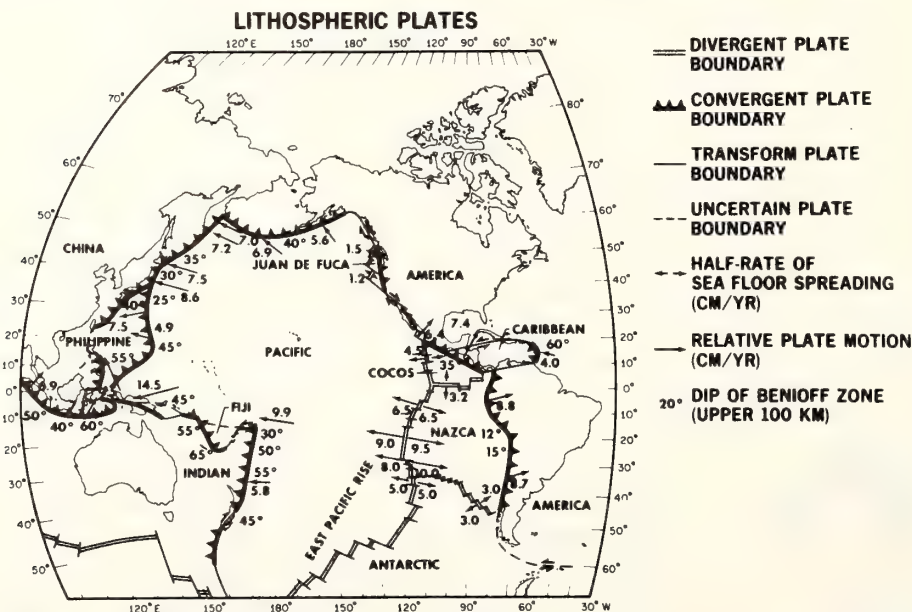 LITHOSPHERIC PLATES
120° E 150° 180° 150° 120° 90° 60° 30° W
70°
80°
60°
70°
50°
60°
CHINA
40°
50°
30°
40°
20°
30°
10°
20°
0°
10°
10°
0°
20°
10°
30°
20°
40°
30°
50°
40°
50°
60°
7.0
40°
5.6
7.2
6.9
35°
JUAN DE FUCA
1.5
30°
7.5
1.2
AMERICA
25°
8.6
40°
7.5
4.9
7.4
PHILIPPINE
45°
55°
PACIFIC
CARIBBEAN
60°
4.5
35
4.0
COCOS
3.2
14.5
45°
50°
40°
60°
FIJI
9.9
6.5
6.5
8.8
55°
30°
NAZCA
65°
50°
9.0
9.5
12°
15°
INDIAN
55°
8.0
10.0
5.8
5.0
5.0
3.0
8.7
45°
3.0
AMERICA
EAST PACIFIC RISE
ANTARCTIC
120°E 150° 180° 150° 120° 90° 60°
DIVERGENT PLATE
BOUNDARY
CONVERGENT PLATE
BOUNDARY
TRANSFORM PLATE
BOUNDARY
UNCERTAIN PLATE
BOUNDARY
HALF-RATE OF
SEA FLOOR SPREADING
(CM/YR)
RELATIVE PLATE MOTION
(CM/YR)
20° DIP OF BENIOFF ZONE
(UPPER 100 KM)